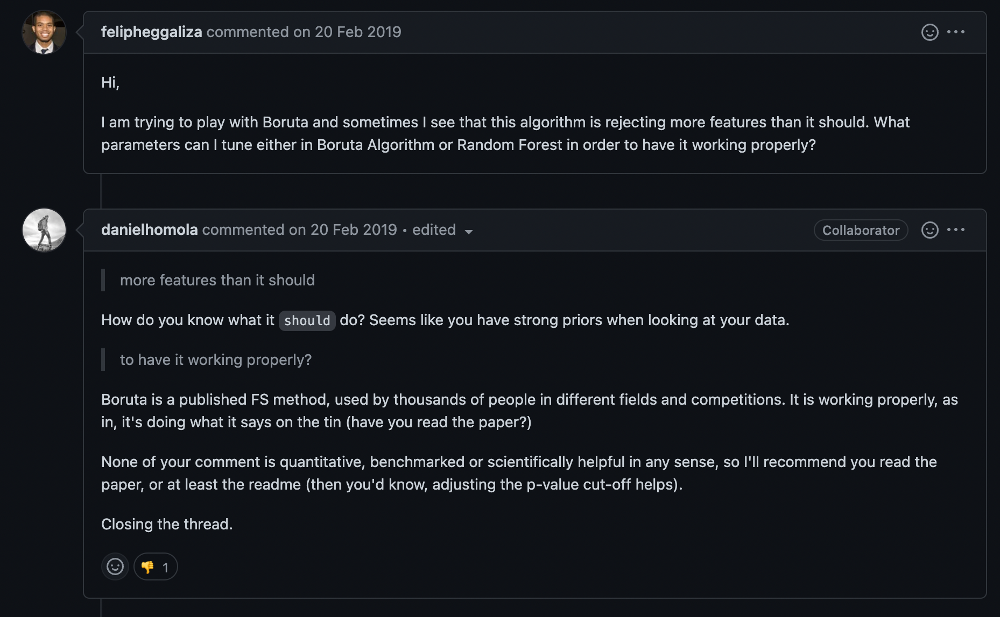 felipheggaliza commented on 20 Feb 2019
Hi,
I am trying to play with Boruta and sometimes I see that this algorithm is rejecting more features than it should. What
parameters can I tune either in Boruta Algorithm or Random Forest in order to have it working properly?
danielhomola commented on 20 Feb 2019 • edited
Collaborator
more features than it should
How do you know what it should do? Seems like you have strong priors when looking at your data.
to have it working properly?
Boruta is a published FS method, used by thousands of people in different fields and competitions. It is working properly, as
in, it's doing what it says on the tin (have you read the paper?)
None of your comment is quantitative, benchmarked or scientifically helpful in any sense, so I'll recommend you read the
paper, or at least the readme (then you'd know, adjusting the p-value cut-off helps).
Closing the thread.
👎 1